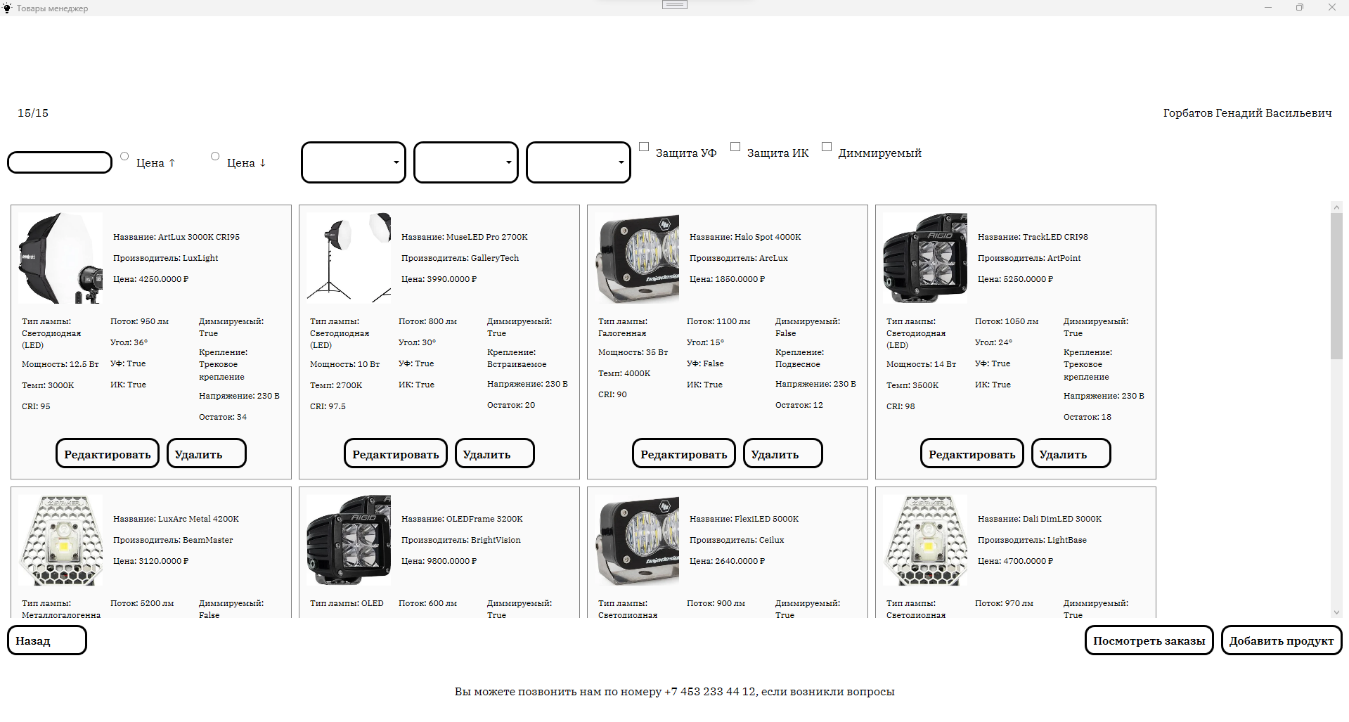 Товары менеджер
15/15
Горбатов Генадий Васильевич
Цена ↑
Цена ↓
Защита УФ
Защита ИК
Диммируемый
Название: ArtLux 3000K CRI95
Производитель: LuxLight
Цена: 4250.0000 ₽
Тип лампы:
Светодиодная
(LED)
Мощность: 12.5 Вт
Темп: 3000K
CRI: 95
Поток: 950 лм
Угол: 36°
УФ: True
ИК: True
Диммируемый:
True
Крепление:
Трековое
крепление
Напряжение: 230 В
Остаток: 34
Редактировать
Удалить
Название: MuseLED Pro 2700K
Производитель: GalleryTech
Цена: 3990.0000 ₽
Тип лампы:
Светодиодная
(LED)
Мощность: 10 Вт
Темп: 2700K
CRI: 97.5
Поток: 800 лм
Угол: 30°
УФ: True
ИК: True
Диммируемый:
True
Крепление:
Встраиваемое
Напряжение: 230 В
Остаток: 20
Редактировать
Удалить
Название: Halo Spot 4000K
Производитель: ArcLux
Цена: 1850.0000 ₽
Тип лампы:
Галогенная
Мощность: 35 Вт
Темп: 4000K
CRI: 90
Поток: 1100 лм
Угол: 15°
УФ: False
ИК: True
Диммируемый:
False
Крепление:
Подвесное
Напряжение: 230 В
Остаток: 12
Редактировать
Удалить
RIGID
Название: TrackLED CRI98
Производитель: ArtPoint
Цена: 5250.0000 ₽
Тип лампы:
Светодиодная
(LED)
Мощность: 14 Вт
Темп: 3500K
CRI: 98
Поток: 1050 лм
Угол: 24°
УФ: True
ИК: True
Диммируемый:
True
Крепление:
Трековое
крепление
Напряжение: 230 В
Остаток: 18
Редактировать
Удалить
Название: LuxArc Metal 4200K
Производитель: BeamMaster
Цена: 3120.0000 ₽
Тип лампы:
Металлогалогенна
Поток: 5200 лм
Диммируемый:
False
RIGID
Название: OLEDFrame 3200K
Производитель: BrightVision
Цена: 9800.0000 ₽
Тип лампы: OLED
Поток: 600 лм
Диммируемый:
True
Название: FlexiLED 5000K
Производитель: Ceilux
Цена: 2640.0000 ₽
Тип лампы:
Светодиодная
Поток: 900 лм
Диммируемый:
True
Название: Dali DimLED 3000K
Производитель: LightBase
Цена: 4700.0000 ₽
Тип лампы:
Светодиодная
Поток: 970 лм
Диммируемый:
True
Назад
Посмотреть заказы
Добавить продукт
Вы можете позвонить нам по номеру +7 453 233 44 12, если возникли вопросы